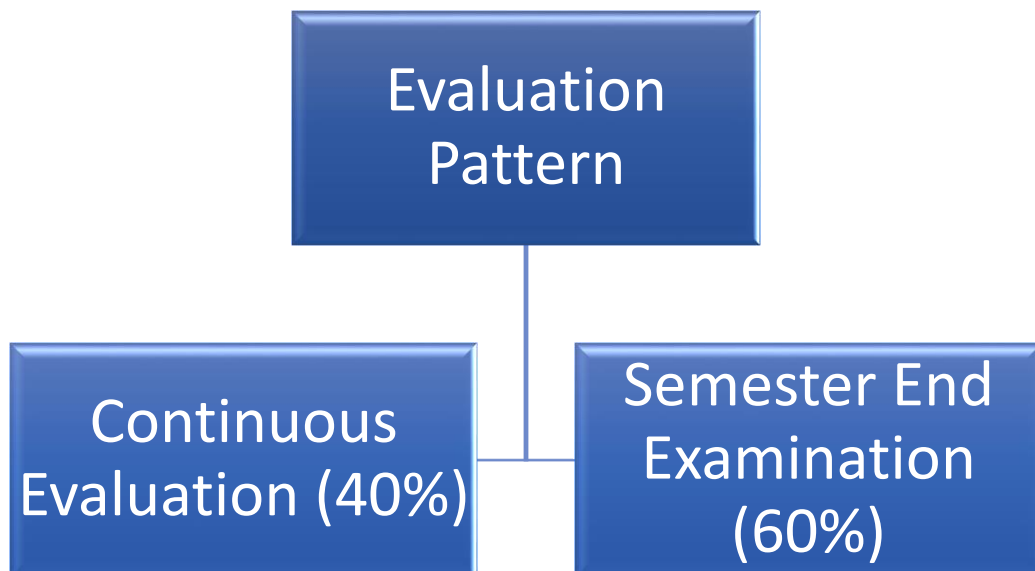 Evaluation
Pattern
Continuous
Evaluation (40%)
Semester End
Examination
(60%)